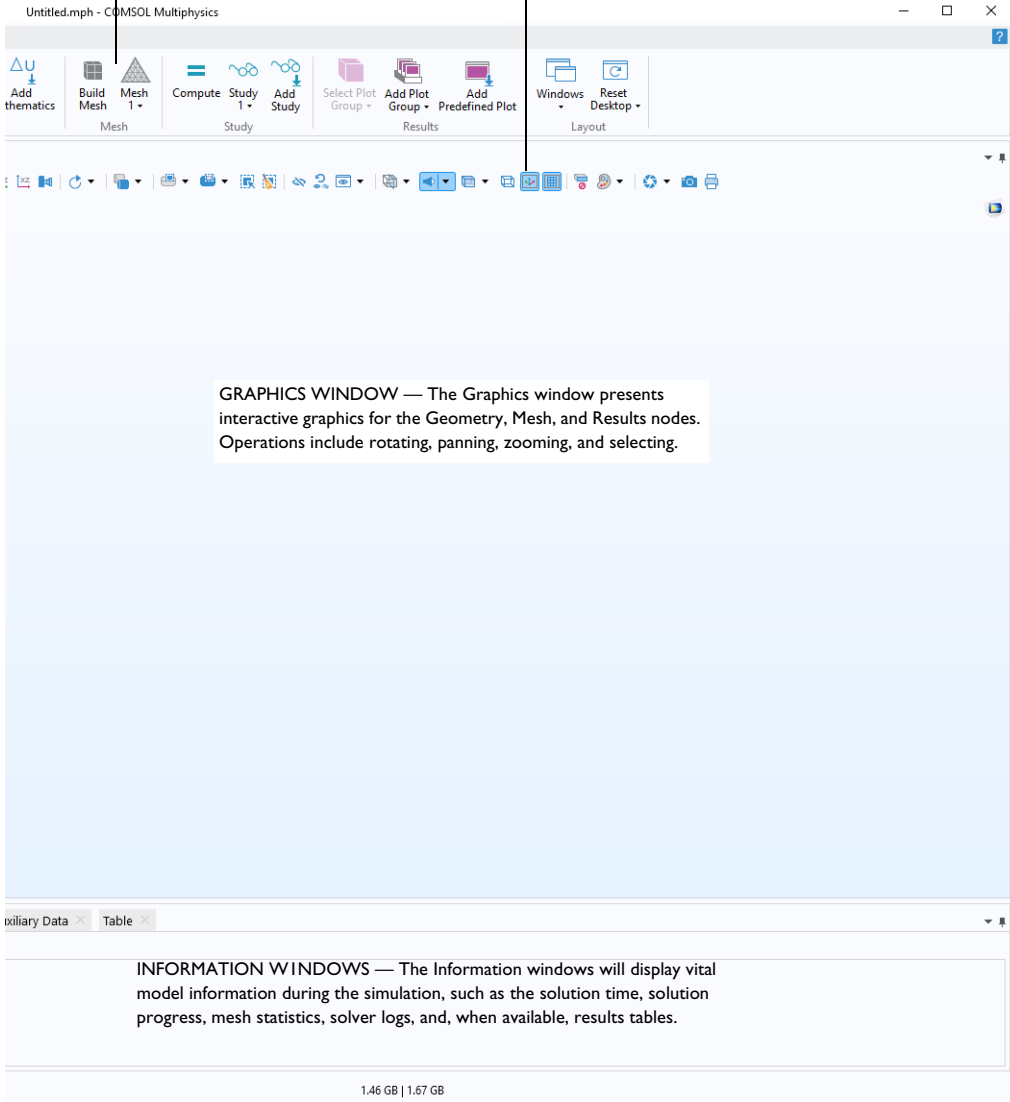 Untitled.mph - COMSOL Multiphysics
?
ΔU
Add
thematics
Build
Mesh
Mesh
1
Mesh
Compute
Study
1
Add
Study
Study
Select Plot
Group
Add Plot
Group
Add
Predefined Plot
Results
Windows
Reset
Desktop
Layout
GRAPHICS WINDOW — The Graphics window presents
interactive graphics for the Geometry, Mesh, and Results nodes.
Operations include rotating, panning, zooming, and selecting.
uxiliary Data
Table
INFORMATION WINDOWS — The Information windows will display vital
model information during the simulation, such as the solution time, solution
progress, mesh statistics, solver logs, and, when available, results tables.
1.46 GB | 1.67 GB